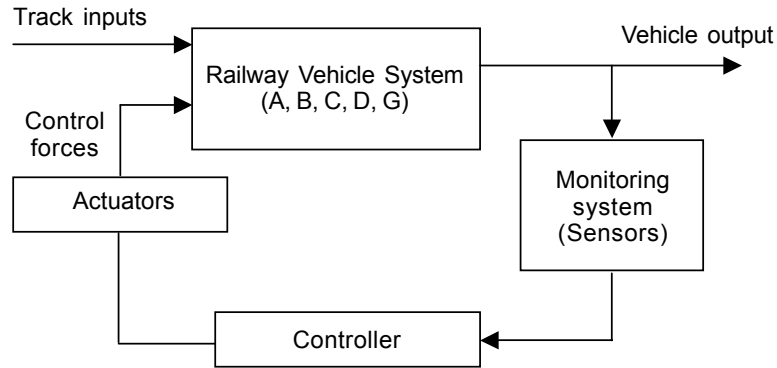 Track inputs
Vehicle output
Railway Vehicle System
(A, B, C, D, G)
Control
forces
Actuators
Monitoring
system
(Sensors)
Controller